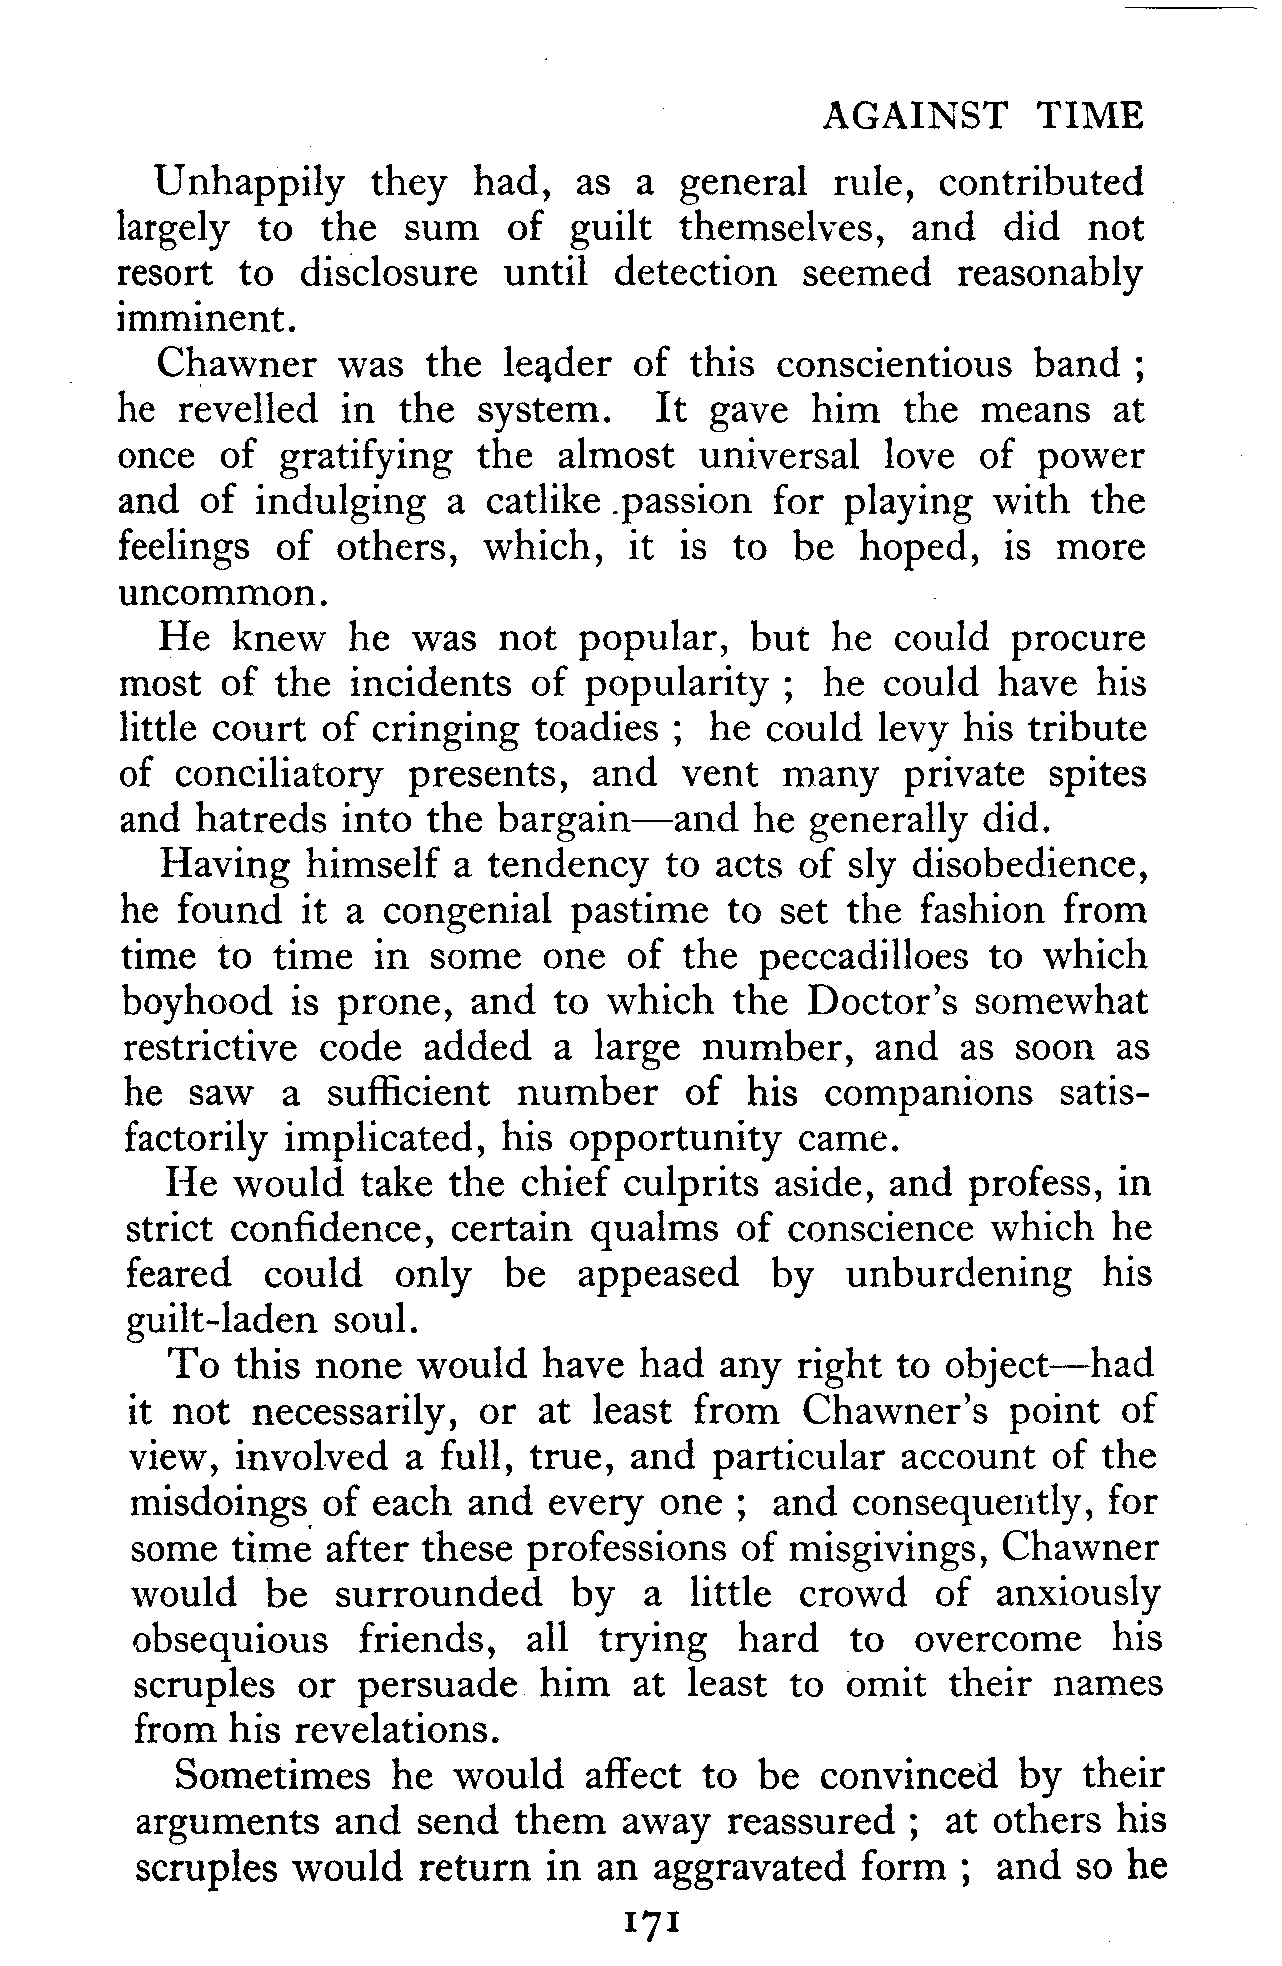 AGAINST TIME
Unhappily they had, as a general rule, contributed
largely to the sum of guilt themselves, and did not
resort to disclosure until detection seemed reasonably
imminent.
Chawner was the leader of this conscientious band ;
he revelled in the system. It gave him the means at
once of gratifying the almost universal love of power
and of indulging a catlike passion for playing with the
feelings of others, which, it is to be hoped, is more
uncommon.
He knew he was not popular, but he could procure
most of the incidents of popularity ; he could have his
little court of cringing toadies ; he could levy his tribute
of conciliatory presents, and vent many private spites
and hatreds into the bargain—and he generally did.
Having himself a tendency to acts of sly disobedience,
he found it a congenial pastime to set the fashion from
time to time in some one of the peccadilloes to which
boyhood is prone, and to which the Doctor's somewhat
restrictive code added a large number, and as soon as
he saw a sufficient number of his companions satis-
factorily implicated, his opportunity came.
He would take the chief culprits aside, and profess, in
strict confidence, certain qualms of conscience which he
feared could only be appeased by unburdening his
guilt-laden soul.
To this none would have had any right to object—had
it not necessarily, or at least from Chawner's point of
view, involved a full, true, and particular account of the
misdoings of each and every one ; and consequently, for
some time after these professions of misgivings, Chawner
would be surrounded by a little crowd of anxiously
obsequious friends, all trying hard to overcome his
scruples or persuade him at least to omit their names
from his revelations.
Sometimes he would affect to be convinced by their
arguments and send them away reassured ; at others his
scruples would return in an aggravated form ; and so he
171